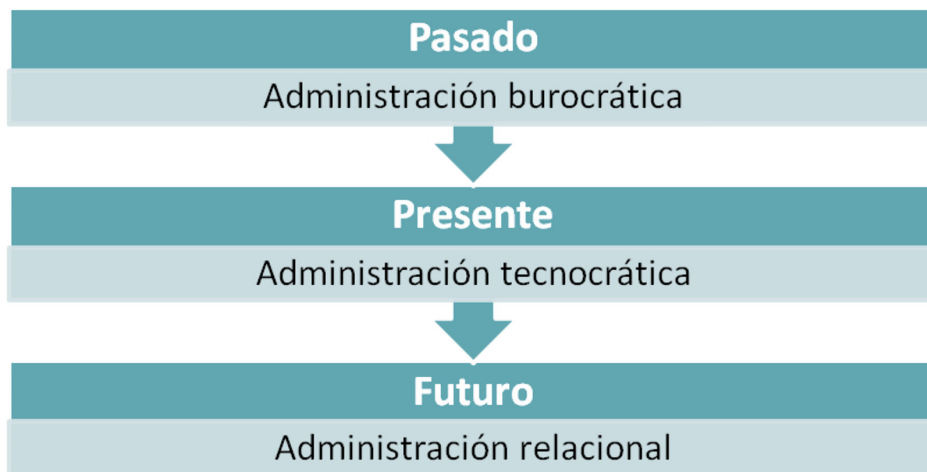 Pasado
Administración burocrática
Presente
Administración tecnocrática
Futuro
Administración relacional